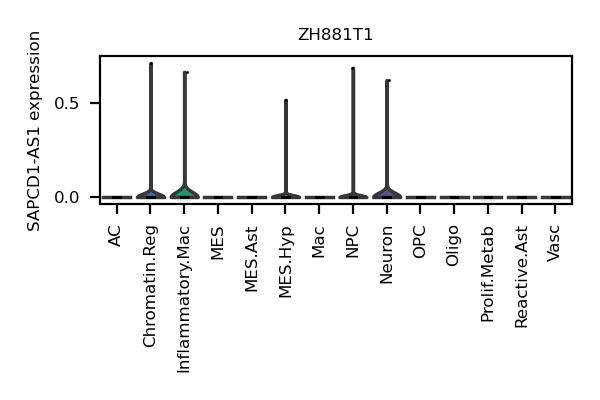 ZH881T1
SAPCD1-AS1 expression
0.5
0.0
AC
Chromatin.Reg
Inflammatory.Mac
MES
MES.Ast
MES.Hyp
Mac
NPC
Neuron
OPC
Oligo
Prolif.Metab
Reactive.Ast
Vasc